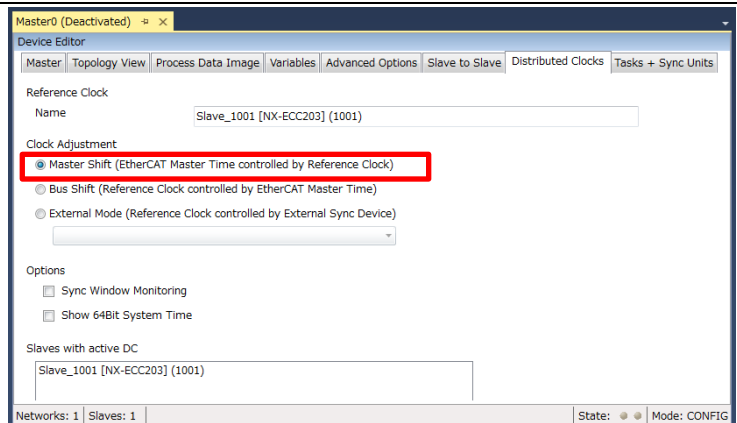 Master0 (Deactivated)
Device Editor
Master Topology View Process Data Image Variables Advanced Options Slave to Slave Distributed Clocks Tasks + Sync Units
Reference Clock
Name Slave_1001 [NX-ECC203] (1001)
Clock Adjustment
Master Shift (EtherCAT Master Time controlled by Reference Clock)
Bus Shift (Reference Clock controlled by EtherCAT Master Time)
External Mode (Reference Clock controlled by External Sync Device)
Options
Sync Window Monitoring
Show 64Bit System Time
Slaves with active DC
Slave_1001 [NX-ECC203] (1001)
Networks: 1 Slaves: 1 State: Mode: CONFIG